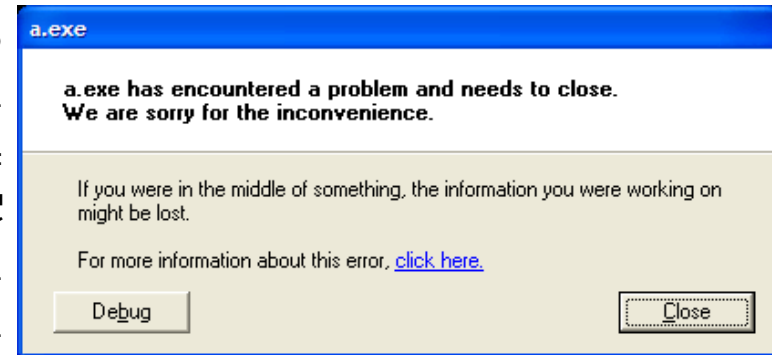 a.exe
a.exe has encountered a problem and needs to close.
We are sorry for the inconvenience.
If you were in the middle of something, the information you were working on
might be lost.
For more information about this error, click here.
Debug
Close